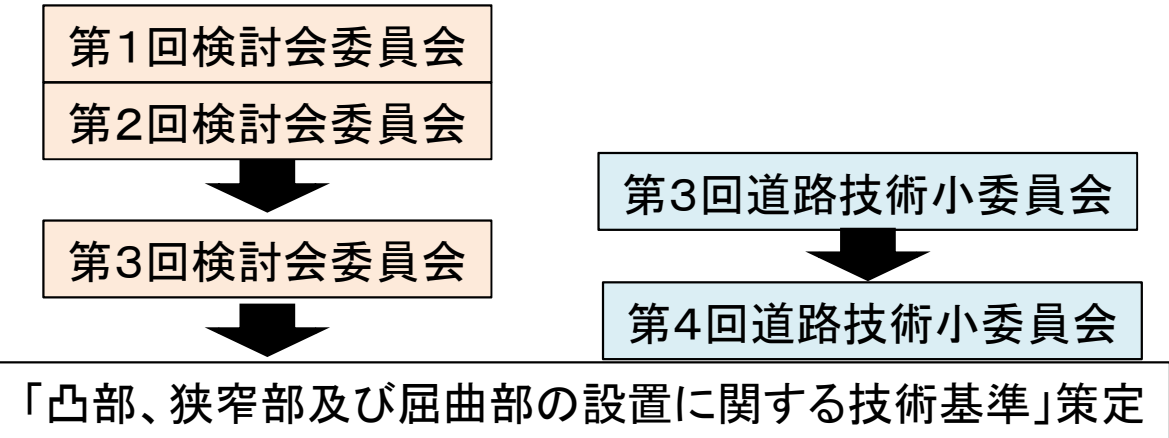 第1回検討会委員会
第2回検討会委員会
第3回検討会委員会
第3回道路技術小委員会
第4回道路技術小委員会
「凸部、狭窄部及び屈曲部の設置に関する技術基準」策定